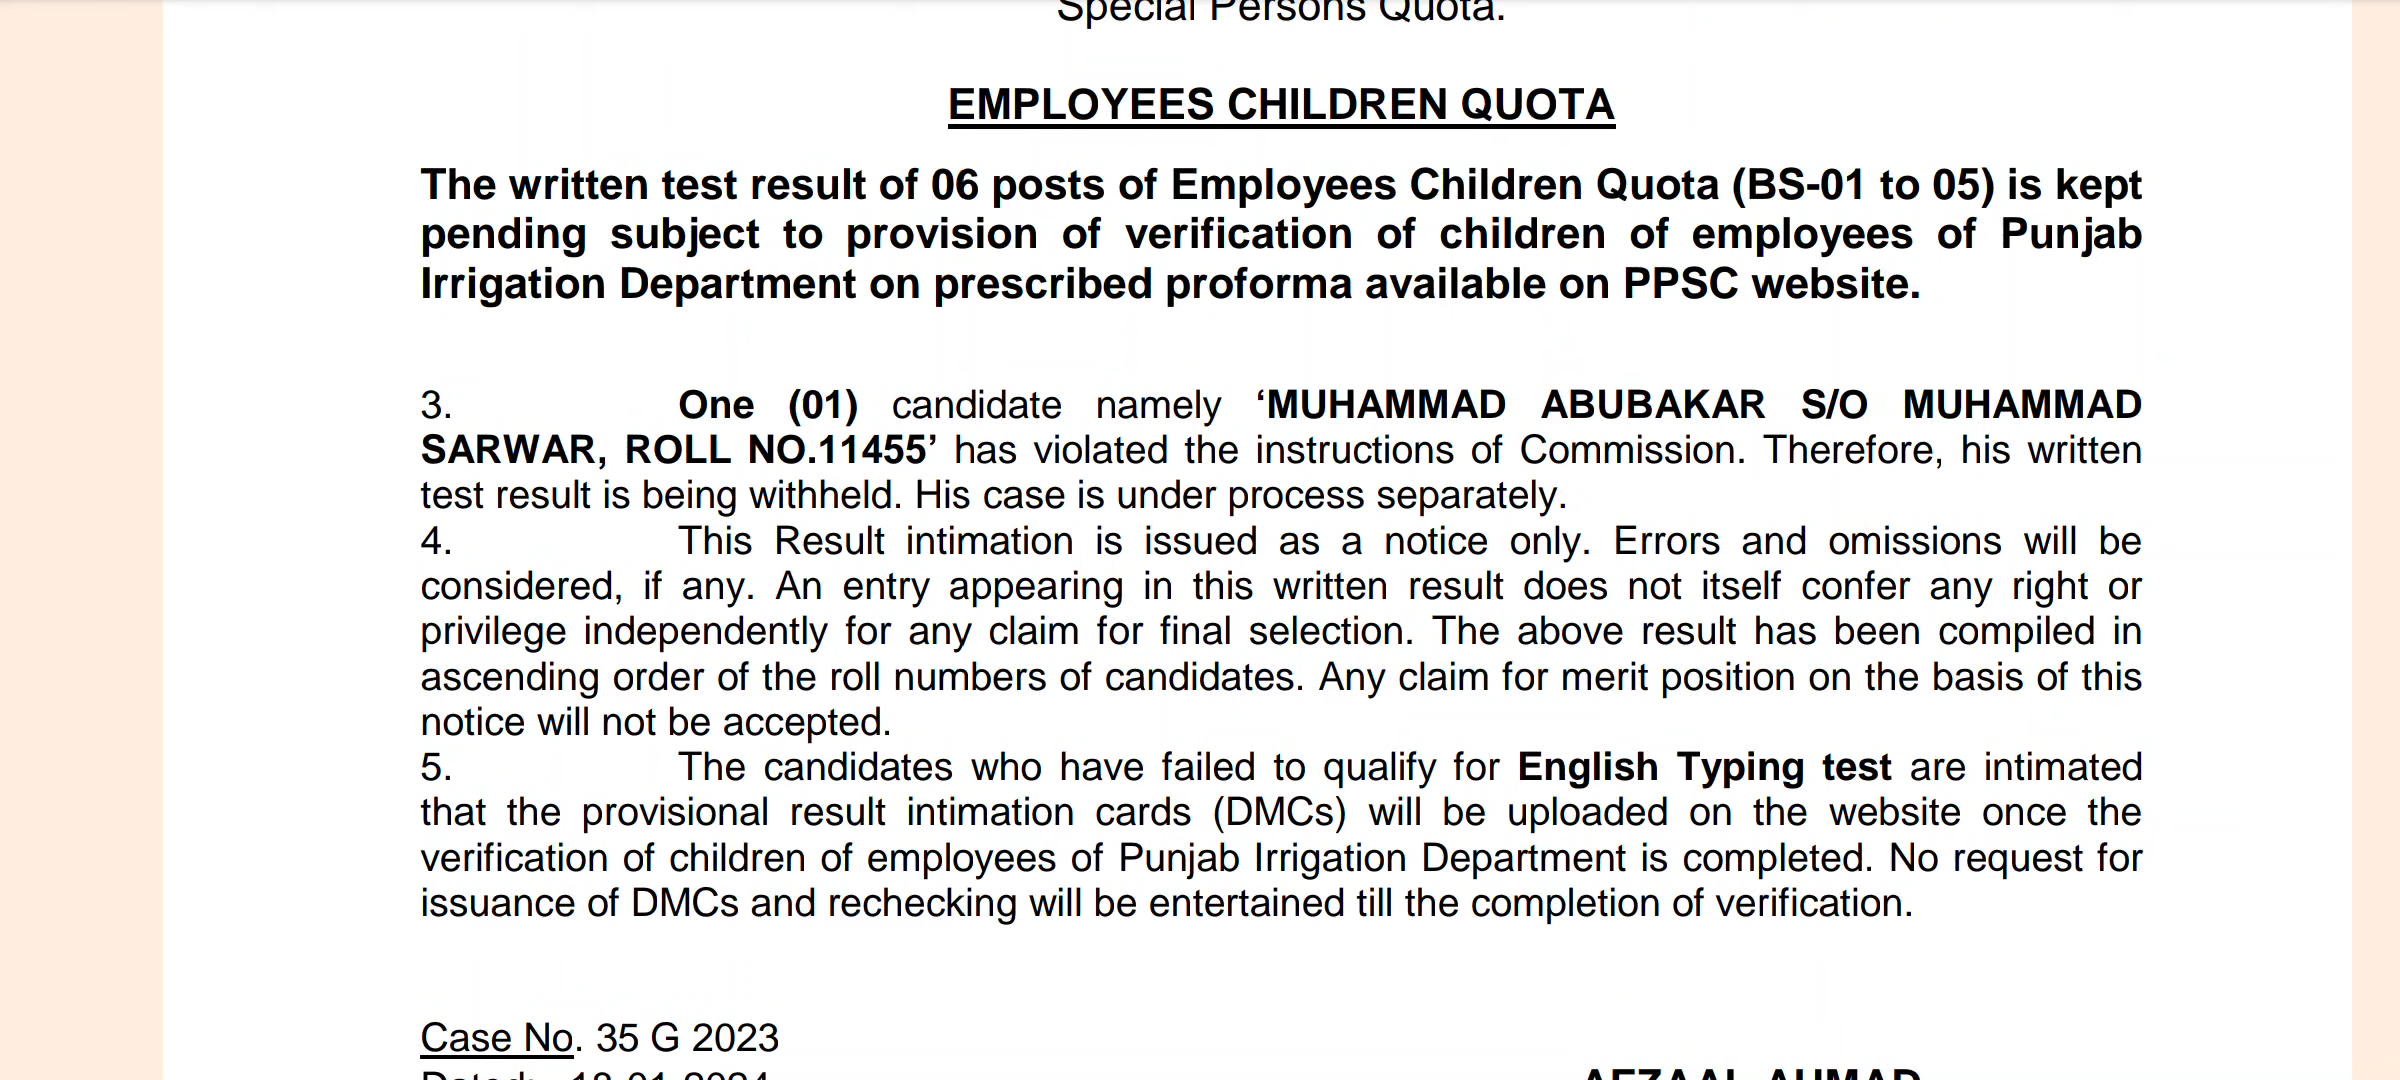 Special Persons Quota.
EMPLOYEES CHILDREN QUOTA
The written test result of 06 posts of Employees Children Quota (BS-01 to 05) is kept
pending subject to provision of verification of children of employees of Punjab
Irrigation Department on prescribed proforma available on PPSC website.
3. One (01) candidate namely ‘MUHAMMAD ABUBAKAR S/O MUHAMMAD
SARWAR, ROLL NO.11455’ has violated the instructions of Commission. Therefore, his written
test result is being withheld. His case is under process separately.
4. This Result intimation is issued as a notice only. Errors and omissions will be
considered, if any. An entry appearing in this written result does not itself confer any right or
privilege independently for any claim for final selection. The above result has been compiled in
ascending order of the roll numbers of candidates. Any claim for merit position on the basis of this
notice will not be accepted.
5. The candidates who have failed to qualify for English Typing test are intimated
that the provisional result intimation cards (DMCs) will be uploaded on the website once the
verification of children of employees of Punjab Irrigation Department is completed. No request for
issuance of DMCs and rechecking will be entertained till the completion of verification.
Case No. 35 G 2023